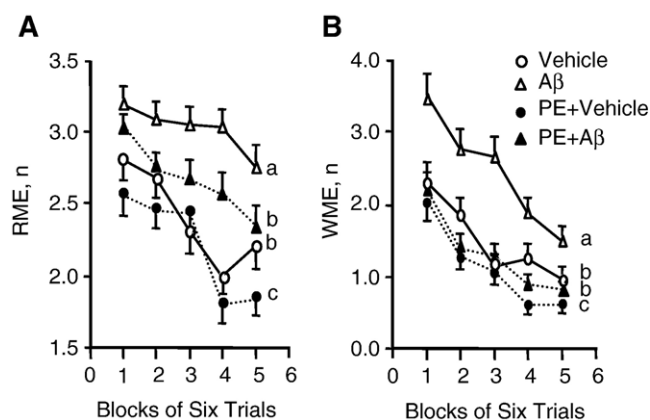 A
3.5
3.0
2.5
2.0
1.5
RME, n
a
b
b
c
0 1 2 3 4 5 6
Blocks of Six Trials
B
4.0
3.0
2.0
1.0
0.0
WME, n
Vehicle
Aβ
PE+Vehicle
PE+Aβ
a
b
b
c
0 1 2 3 4 5 6
Blocks of Six Trials